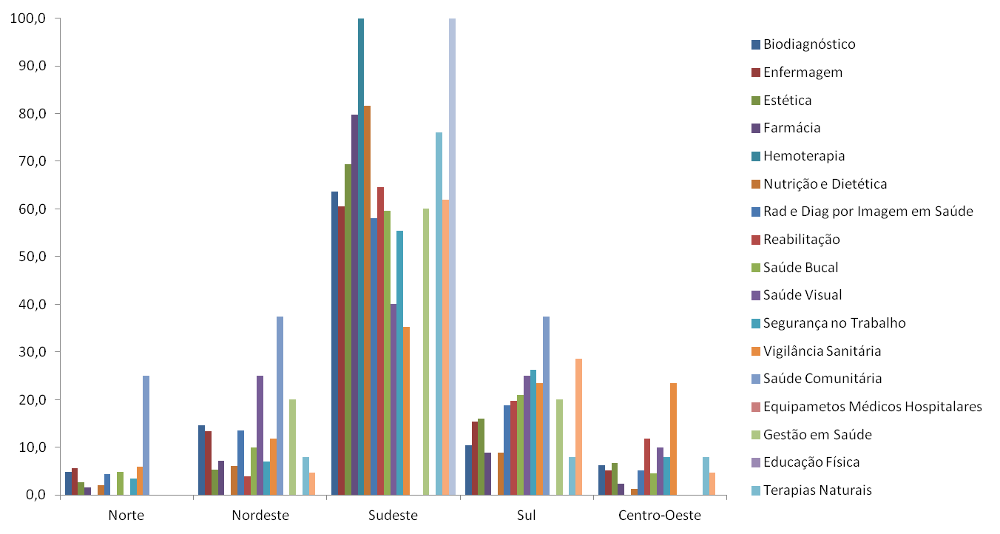 100,0
90,0
80,0
70,0
60,0
50,0
40,0
30,0
20,0
10,0
0,0
Norte
Nordeste
Sudeste
Sul
Centro-Oeste
Biodiagnóstico
Enfermagem
Estética
Farmácia
Hemoterapia
Nutrição e Dietética
Rad e Diag por Imagem em Saúde
Reabilitação
Saúde Bucal
Saúde Visual
Segurança no Trabalho
Vigilância Sanitária
Saúde Comunitária
Equipametos Médicos Hospitalares
Gestão em Saúde
Educação Física
Terapias Naturais